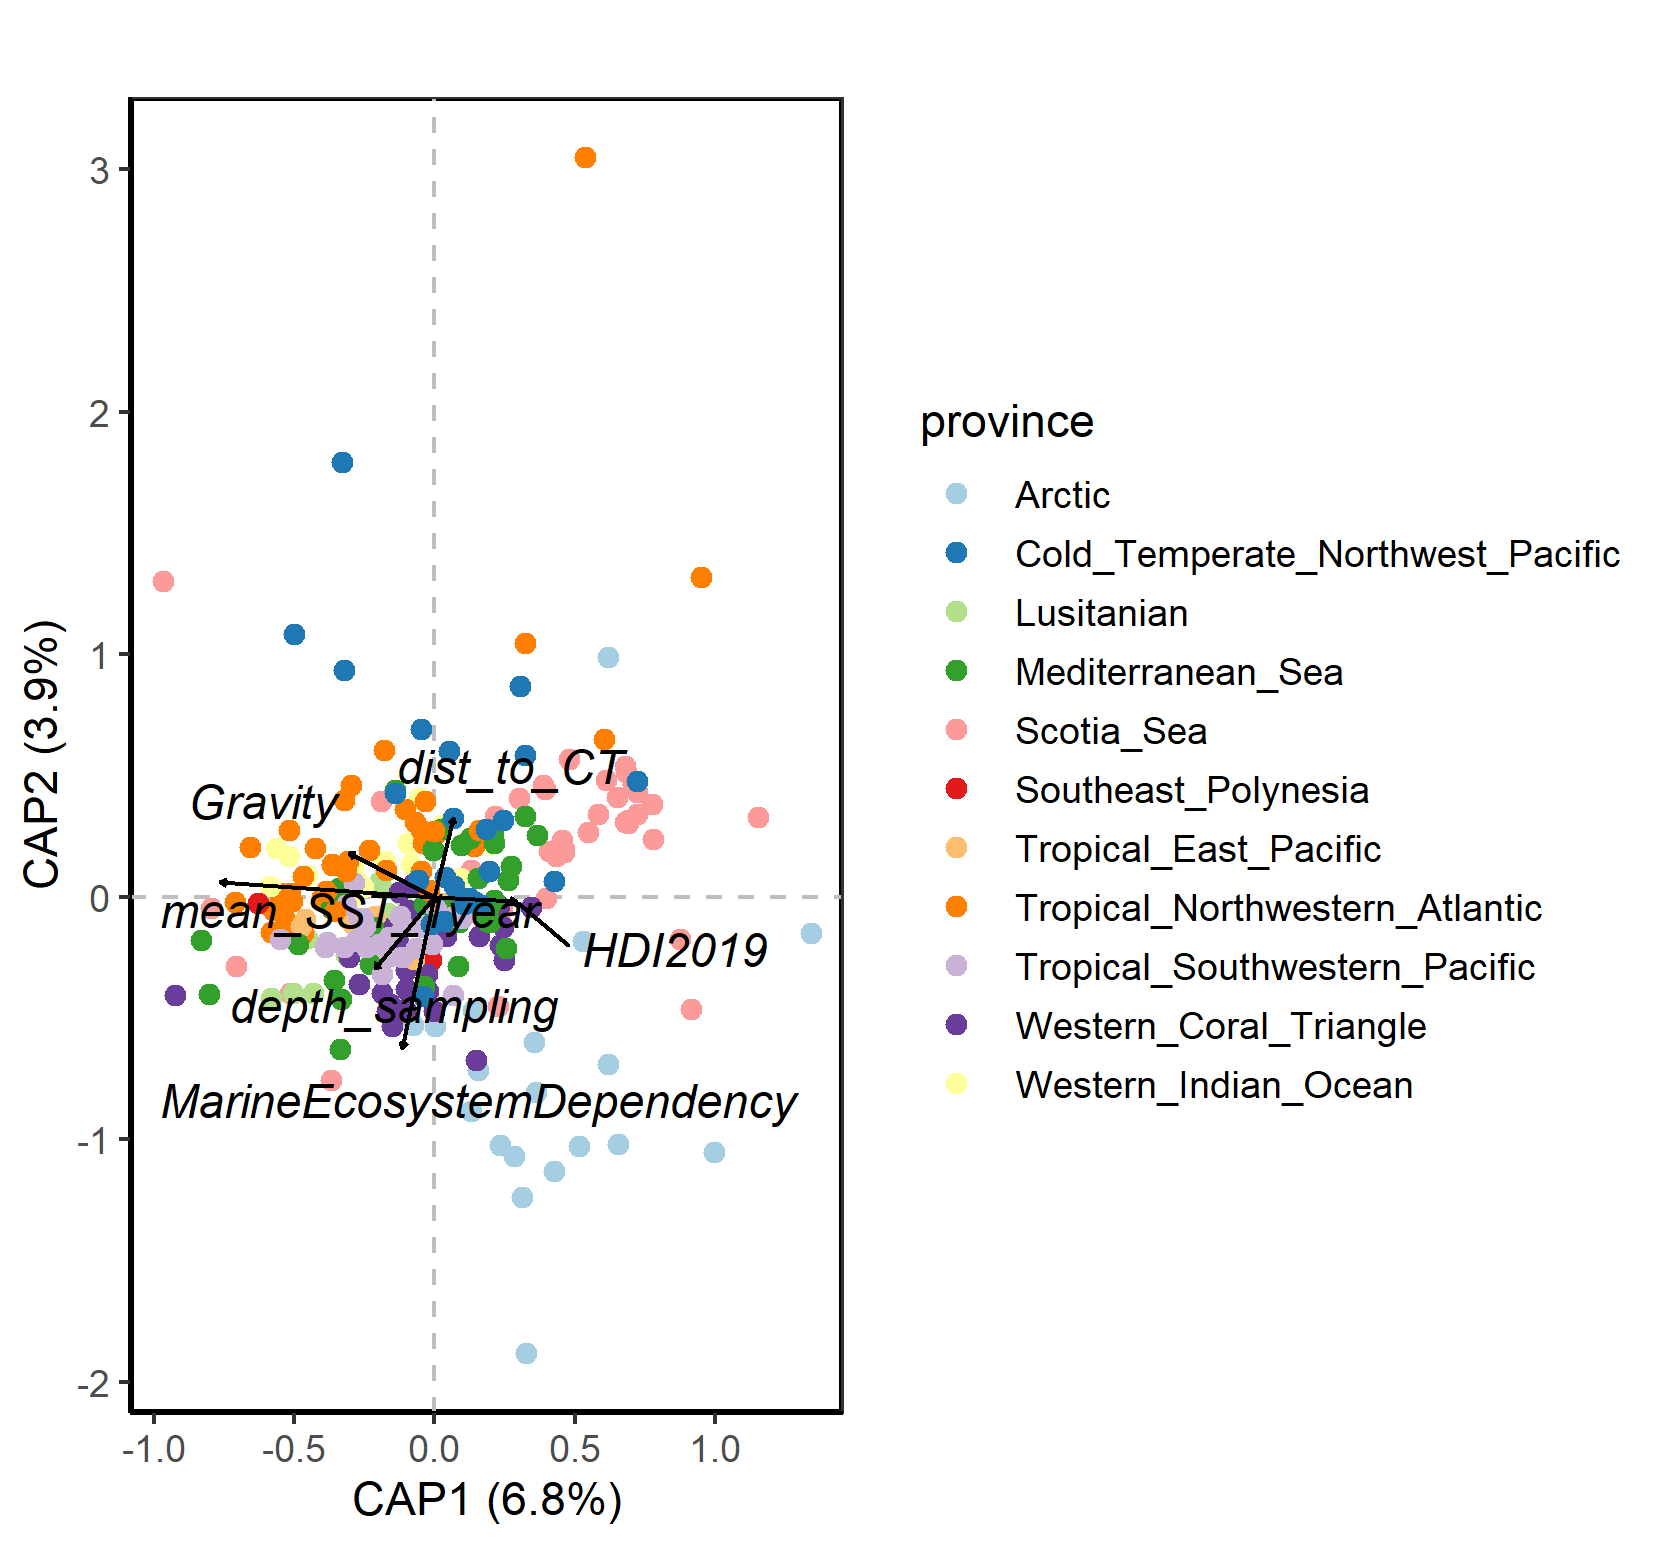 3
2
1
0
-1
-2
CAP2 (3.9%)
-1.0
-0.5
0.0
0.5
1.0
CAP1 (6.8%)
dist_to_CT
Gravity
mean_SST_1year
HDI2019
depth_sampling
MarineEcosystemDependency
province
Arctic
Cold_Temperate_Northwest_Pacific
Lusitanian
Mediterranean_Sea
Scotia_Sea
Southeast_Polynesia
Tropical_East_Pacific
Tropical_Northwestern_Atlantic
Tropical_Southwestern_Pacific
Western_Coral_Triangle
Western_Indian_Ocean